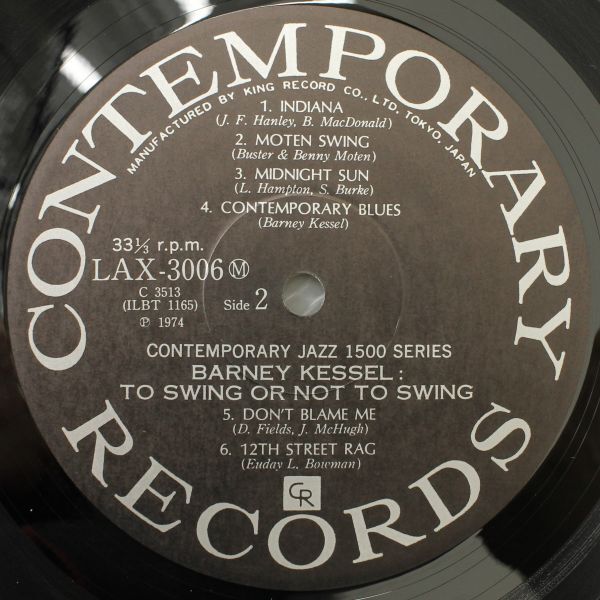 CONTEMPORARY
MANUFACTURED BY KING RECORD CO., LTD, TOKYO, JAPAN
1. INDIANA
(J. F. Hanley, B. MacDonald)
2. MOTEN SWING
(Buster & Benny Moten)
3. MIDNIGHT SUN
(L. Hampton, S. Burke)
4. CONTEMPORARY BLUES
(Barney Kessel)
33⅓ r.p.m.
LAX-3006 Ⓜ
C 3513
(ILBT 1165)
Side 2
℗ 1974
CONTEMPORARY JAZZ 1500 SERIES
BARNEY KESSEL:
TO SWING OR NOT TO SWING
5. DON'T BLAME ME
(D. Fields, J. McHugh)
6. 12TH STREET RAG
(Euday L. Bowman)
CR
RECORDS